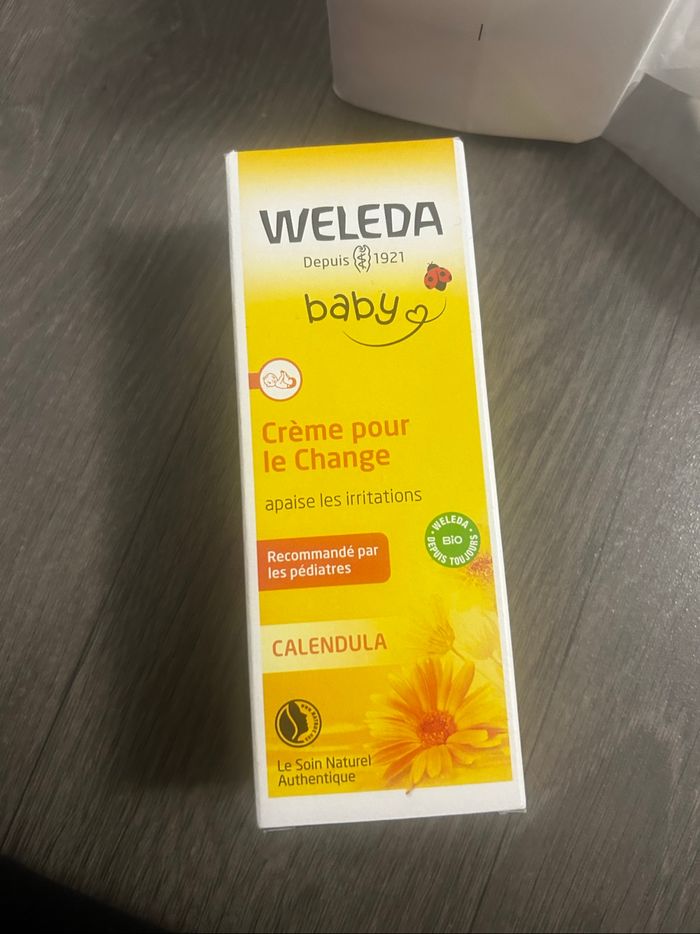 WELEDA
Depuis 1921
baby
Crème pour
le Change
apaise les irritations
WELEDA
BIO
DEPUIS TOUJOURS
Recommandé par
les pédiatres
CALENDULA
Le Soin Naturel
Authentique